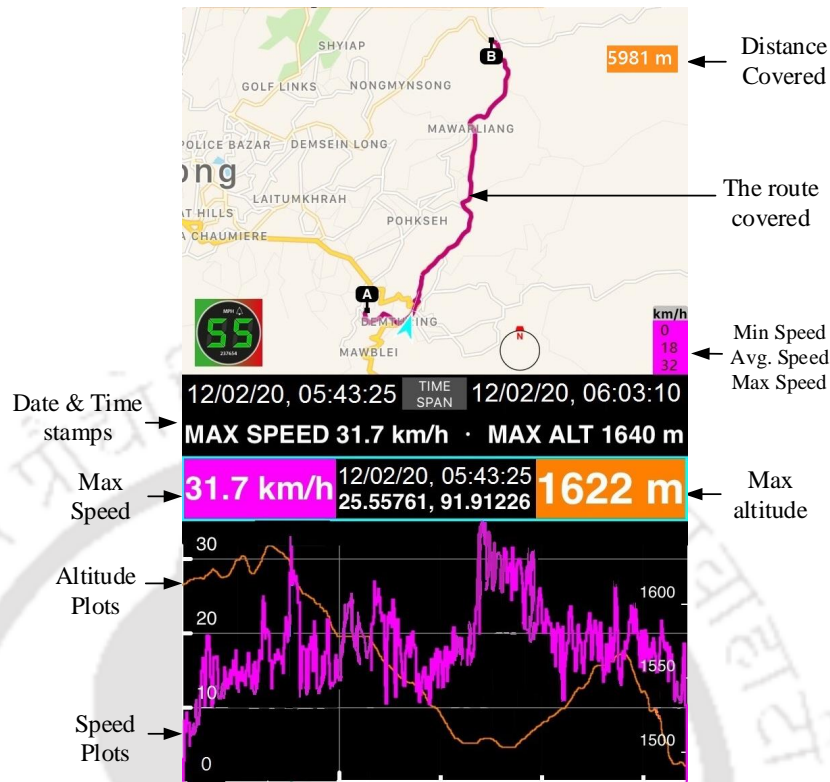 SHYIAP
B
5981 m
Distance
Covered
GOLF LINKS
NONGMYNSONG
MAWARLIANG
POLICE BAZAR
DEMSEIN LONG
ong
LAITUMKHRAH
The route
covered
AT HILLS
POKHSEH
A CHAUMIERE
A
MPH
55
237654
DEMTHRING
MAWBLEI
N
km/h
0
18
32
Min Speed
Avg. Speed
Max Speed
Date & Time
stamps
12/02/20, 05:43:25 TIME SPAN 12/02/20, 06:03:10
MAX SPEED 31.7 km/h · MAX ALT 1640 m
Max
Speed
31.7 km/h
12/02/20, 05:43:25
25.55761, 91.91226
1622 m
Max
altitude
Altitude
Plots
30
1600
20
1550
10
Speed
Plots
1500
0